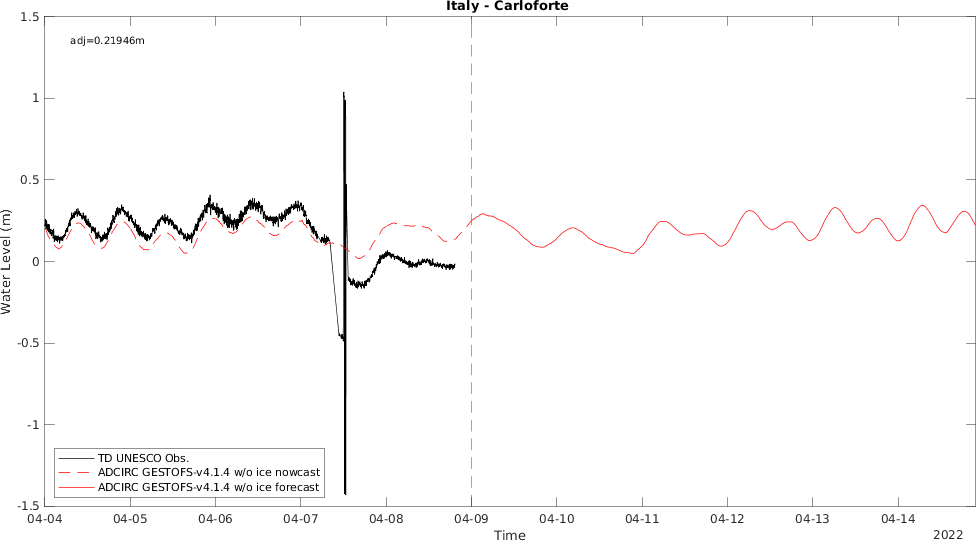 Italy - Carloforte
adj=0.21946m
Water Level (m)
1.5
1
0.5
0
-0.5
-1
-1.5
TD UNESCO Obs.
ADCIRC GESTOFS-v4.1.4 w/o ice nowcast
ADCIRC GESTOFS-v4.1.4 w/o ice forecast
04-04 04-05 04-06 04-07 04-08 04-09 04-10 04-11 04-12 04-13 04-14
Time
2022